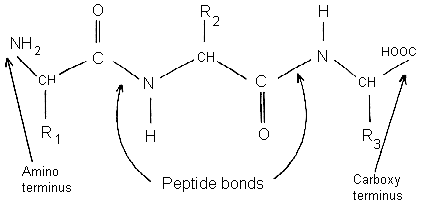 O
R2
H
NH2
C
N
HOOC
CH
N
CH
C
CH
R1
H
O
R3
Amino
terminus
Peptide bonds
Carboxy
terminus